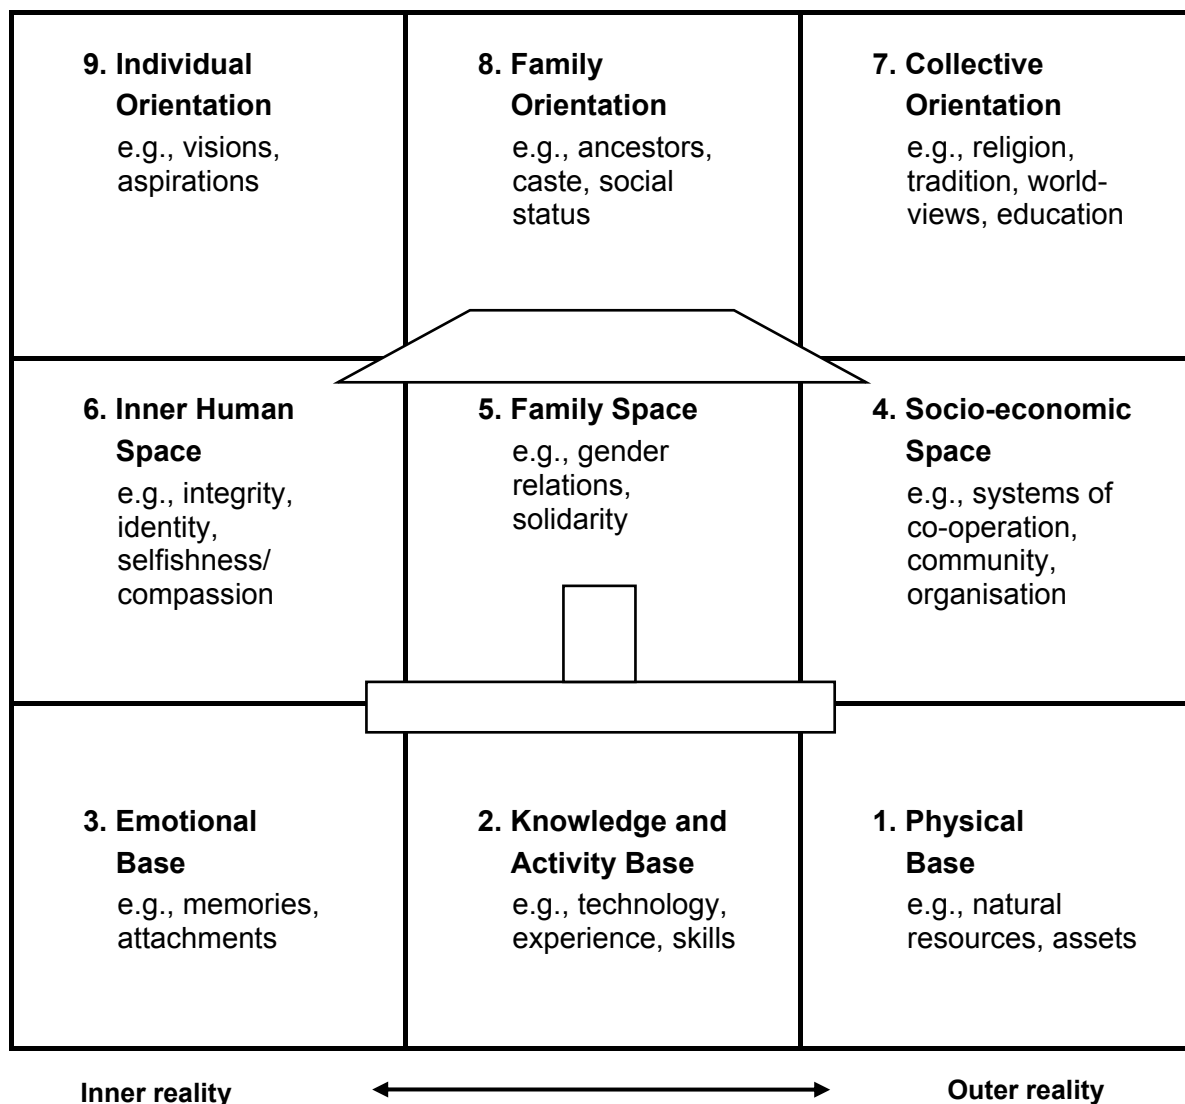 9. Individual
Orientation
e.g., visions,
aspirations
8. Family
Orientation
e.g., ancestors,
caste, social
status
7. Collective
Orientation
e.g., religion,
tradition, world-
views, education
6. Inner Human
Space
e.g., integrity,
identity,
selfishness/
compassion
5. Family Space
e.g., gender
relations,
solidarity
4. Socio-economic
Space
e.g., systems of
co-operation,
community,
organisation
3. Emotional
Base
e.g., memories,
attachments
2. Knowledge and
Activity Base
e.g., technology,
experience, skills
1. Physical
Base
e.g., natural
resources, assets
Inner reality
Outer reality